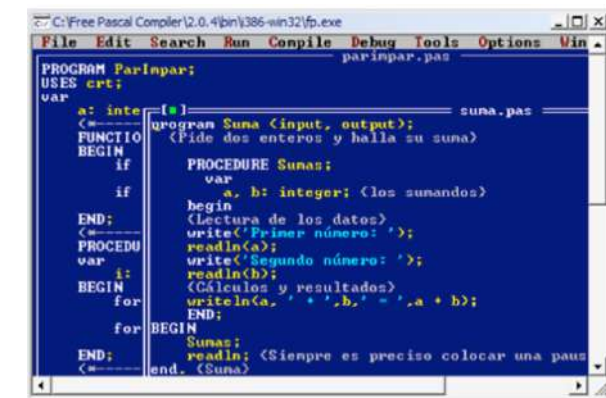 C:\Free Pascal Compiler\2.0.4\bin\i386-win32\fp.exe
File Edit Search Run Compile Debug Tools Options Win
parimpar.pas
PROGRAM ParImpar;
USES crt;
var
a: inte
(*-----
FUNCTIO
BEGIN
if
if
END;
(*-----
PROCEDU
var
i:
BEGIN
for
for
END;
(*-----
suma.pas
program Suma (input, output);
{Pide dos enteros y halla su suma}
PROCEDURE Sumas;
var
a, b: integer; {los sumandos}
begin
{Lectura de los datos}
write('Primer número: ');
readln(a);
write('Segundo número: ');
readln(b);
{Cálculos y resultados}
writeln(a, ' + ',b,' = ',a + b);
END;
BEGIN
Sumas;
readln; {Siempre es preciso colocar una paus
end. {Suma}